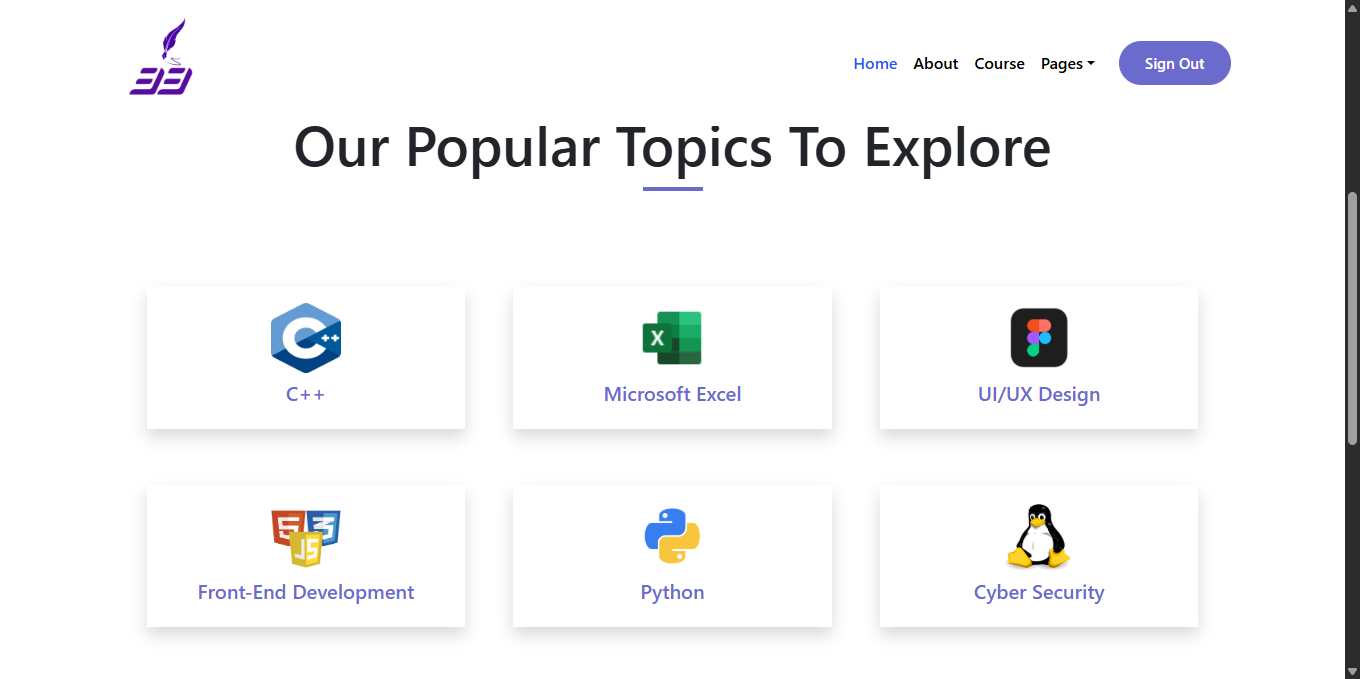 Home About Course Pages Sign Out
Our Popular Topics To Explore
C++
Microsoft Excel
UI/UX Design
Front-End Development
Python
Cyber Security